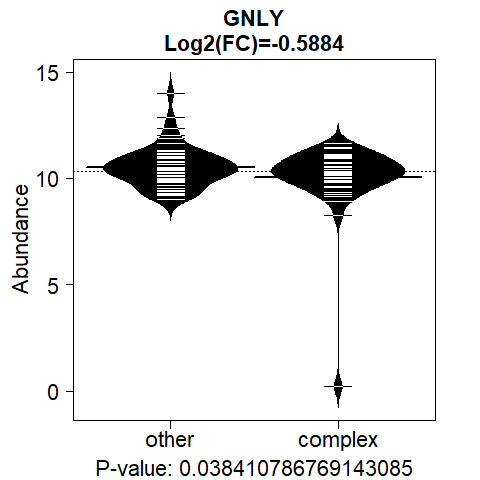 GNLY
Log2(FC)=-0.5884
15
10
5
0
Abundance
other complex
P-value: 0.038410786769143085